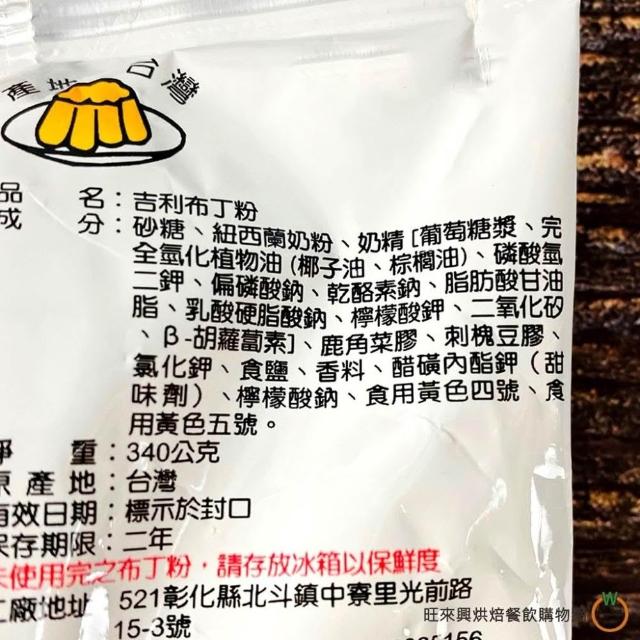 產地 台灣
品 名：吉利布丁粉
成 分：砂糖、紐西蘭奶粉、奶精[葡萄糖漿、完
全氫化植物油(椰子油、棕櫚油)、磷酸氫
二鉀、偏磷酸鈉、乾酪素鈉、脂肪酸甘油
脂、乳酸硬脂酸鈉、檸檬酸鉀、二氧化矽
、β-胡蘿蔔素]、鹿角菜膠、刺槐豆膠、
氯化鉀、食鹽、香料、醋磺內酯鉀（甜
味劑）、檸檬酸鈉、食用黃色四號、食
用黃色五號。
淨 重：340公克
原產地：台灣
有效日期：標示於封口
保存期限：二年
未使用完之布丁粉，請存放冰箱以保鮮度
工廠地址：521彰化縣北斗鎮中寮里光前路
15-3號
旺來興烘焙餐飲購物